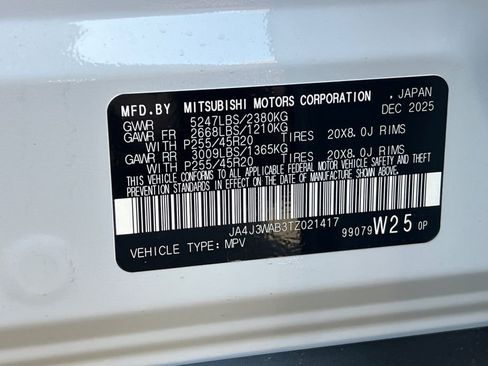 MFD.BY MITSUBISHI MOTORS CORPORATION , JAPAN
GVWR 5247LBS/2380KG DEC 2025
GAWR FR 2668LBS/1210KG
WITH P255/45R20 TIRES 20X8.0J RIMS
GAWR RR 3009LBS/1365KG
WITH P255/45R20 TIRES 20X8.0J RIMS
THIS VEHICLE CONFORMS TO ALL APPLICABLE FEDERAL MOTOR VEHICLE SAFETY AND THEFT
PREVENTION STANDARDS IN EFFECT ON THE DATE OF MANUFACTURE SHOWN ABOVE.
JA4J3WAB3TZ021417
VEHICLE TYPE: MPV 99079 W25 0P